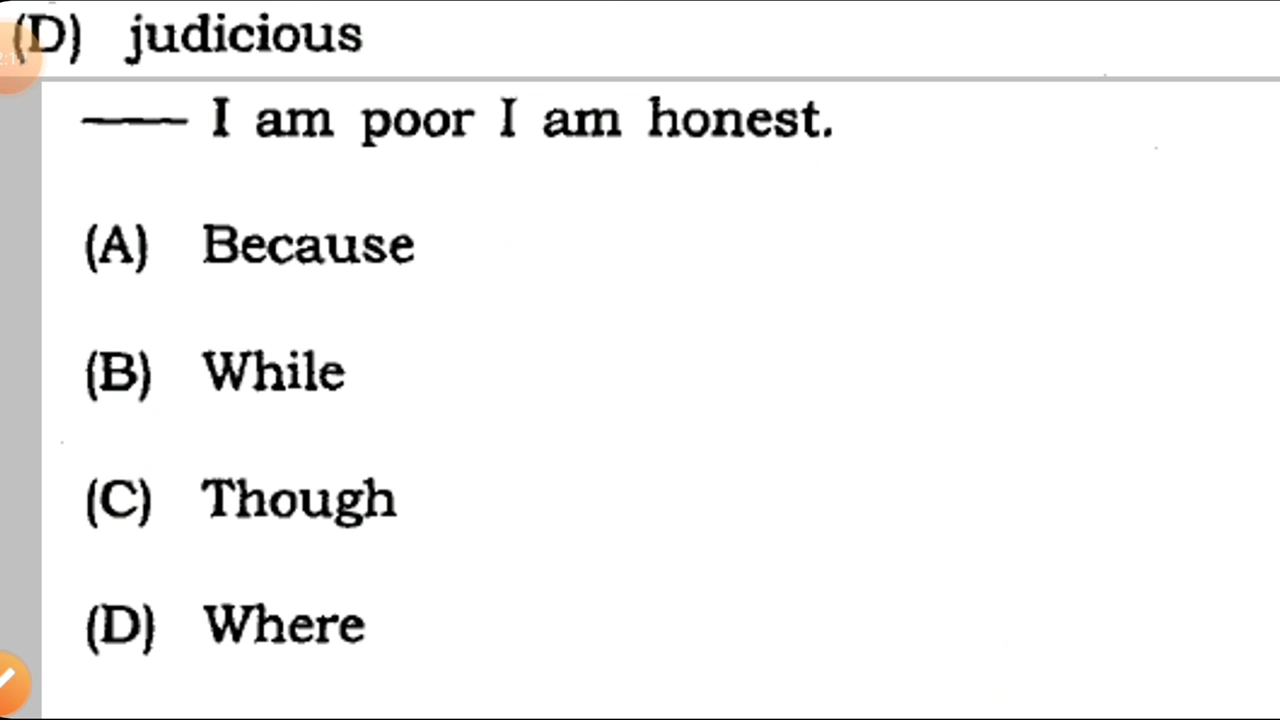 (D) judicious
——— I am poor I am honest.
(A) Because
(B) While
(C) Though
(D) Where